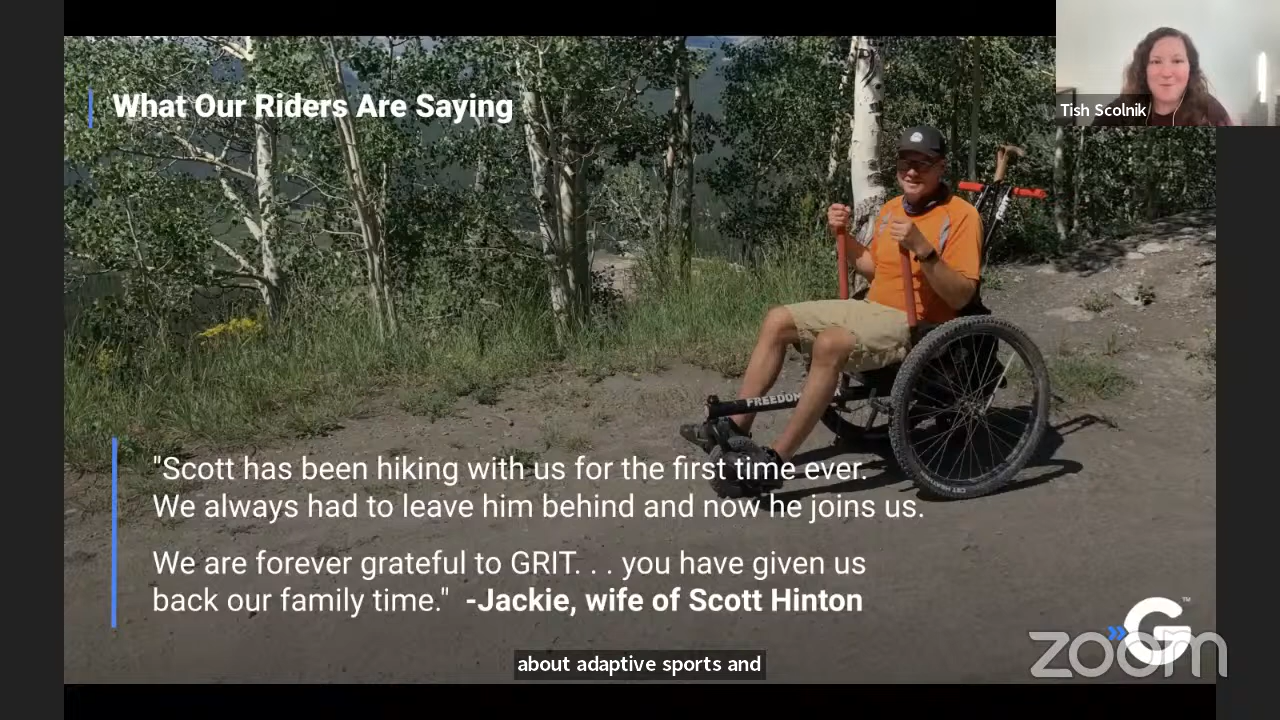 What Our Riders Are Saying
Tish Scolnik
FREEDOM
"Scott has been hiking with us for the first time ever.
We always had to leave him behind and now he joins us.
We are forever grateful to GRIT. . . you have given us
back our family time."  -Jackie, wife of Scott Hinton
G™
zoom
about adaptive sports and